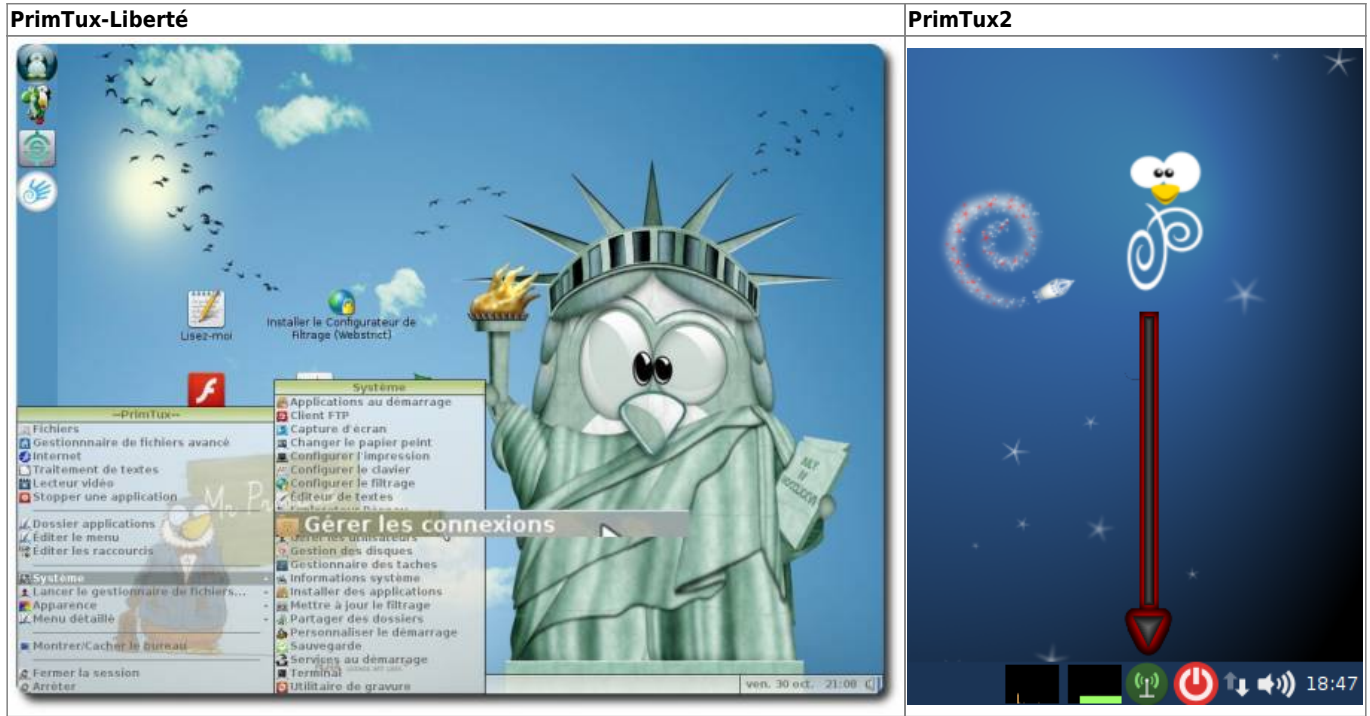 PrimTux-Liberté
PrimTux2
Lisez-moi
Installer le Configurateur de
Filtrage (Webstrict)
--PrimTux--
Fichiers
Gestionnnaire de fichiers avancé
Internet
Traitement de textes
Lecteur vidéo
Stopper une application
Dossier applications
Éditer le menu
Éditer les raccourcis
Système
Lancer le gestionnaire de fichiers...
Apparence
Menu détaillé
Montrer/Cacher le bureau
Fermer la session
Arrêter
Système
Applications au démarrage
Client FTP
Capture d'écran
Changer le papier peint
Configurer l'impression
Configurer le clavier
Configurer le filtrage
Éditeur de textes
Gérer les connexions
Gérer les utilisateurs
Gestion des disques
Gestionnaire des taches
Informations système
Installer des applications
Mettre à jour le filtrage
Partager des dossiers
Personnaliser le démarrage
Sauvegarde
Services au démarrage
Terminal
Utilitaire de gravure
ven. 30 oct. 21:08
18:47